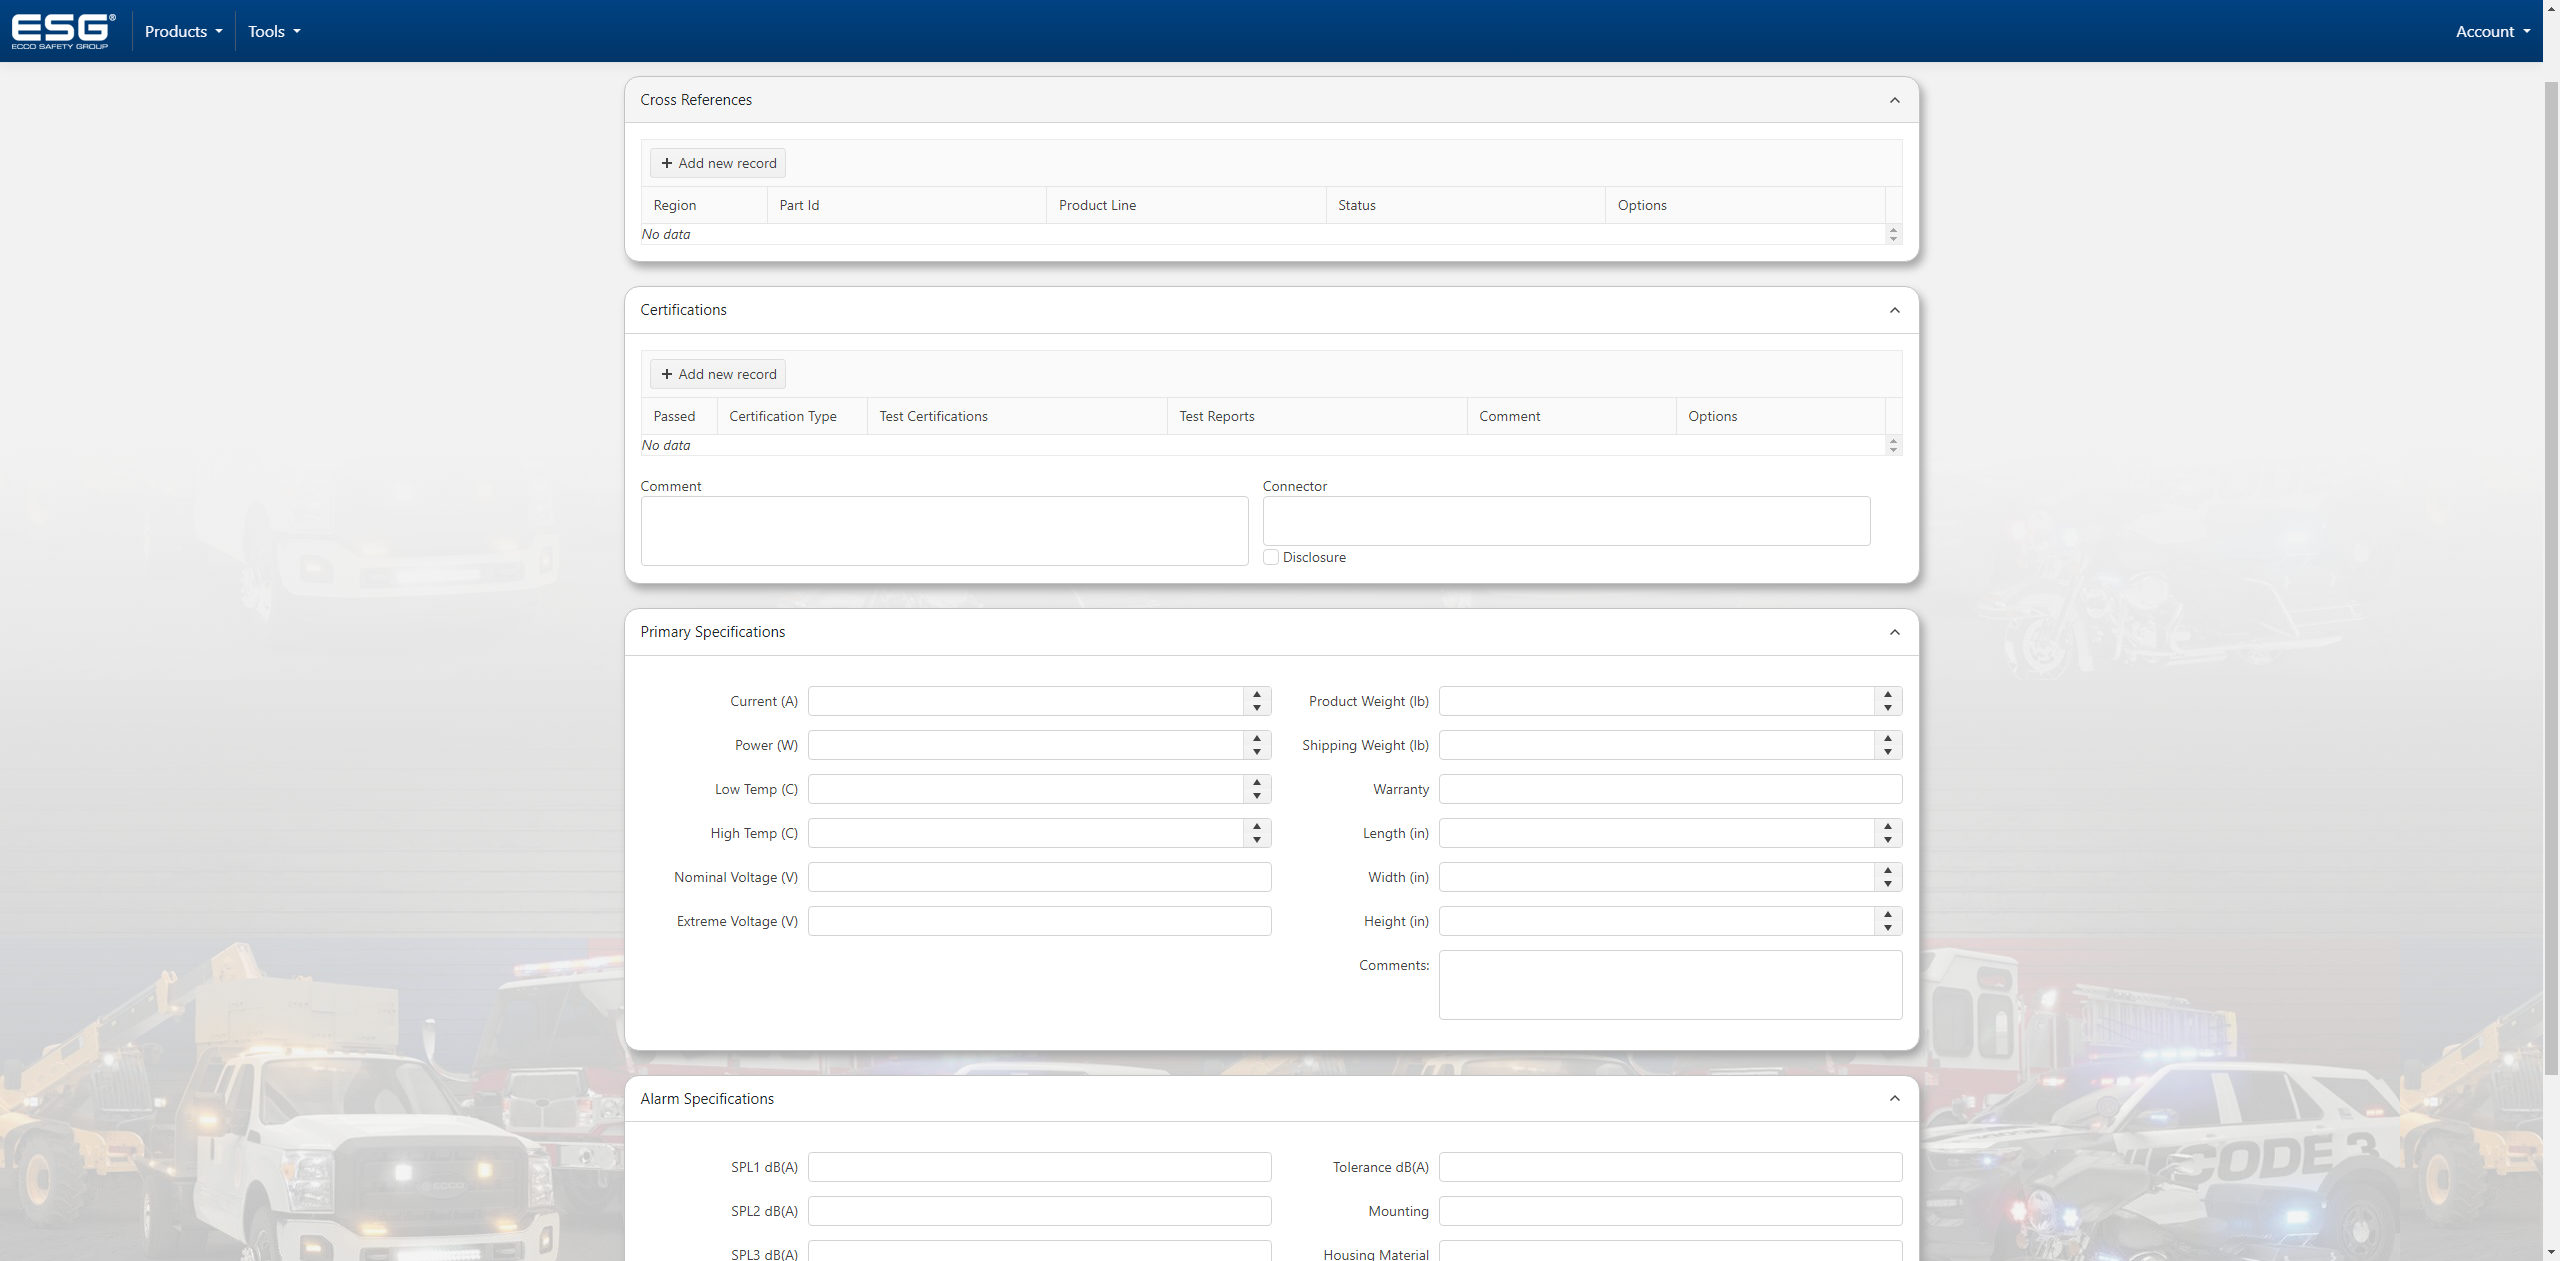 ESG®
ECCO SAFETY GROUP
Products
Tools
Account
Cross References
+ Add new record
Region Part Id Product Line Status Options
No data
Certifications
+ Add new record
Passed Certification Type Test Certifications Test Reports Comment Options
No data
Comment Connector
Disclosure
Primary Specifications
Current (A) Product Weight (lb)
Power (W) Shipping Weight (lb)
Low Temp (C) Warranty
High Temp (C) Length (in)
Nominal Voltage (V) Width (in)
Extreme Voltage (V) Height (in)
Comments:
Alarm Specifications
SPL1 dB(A) Tolerance dB(A)
SPL2 dB(A) Mounting
SPL3 dB(A) Housing Material
CODE 3
ECCO